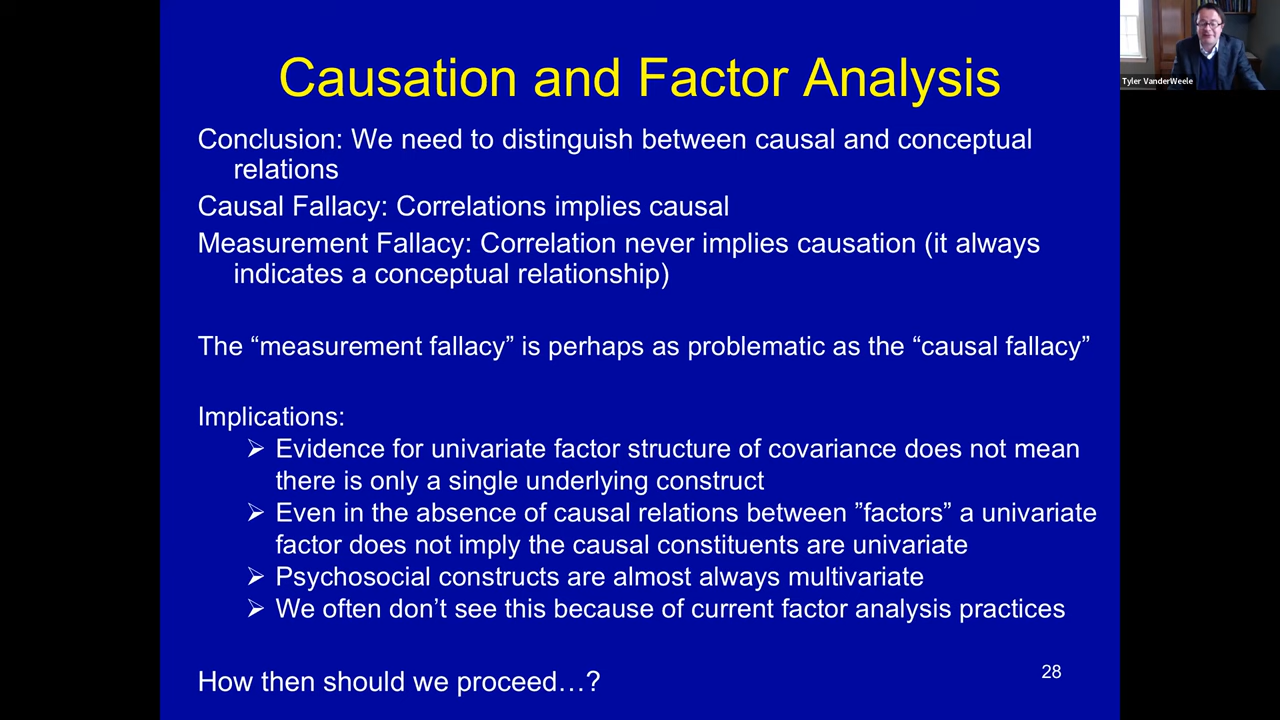 Causation and Factor Analysis
Tyler VanderWeele
Conclusion: We need to distinguish between causal and conceptual
relations
Causal Fallacy: Correlations implies causal
Measurement Fallacy: Correlation never implies causation (it always
indicates a conceptual relationship)
The “measurement fallacy” is perhaps as problematic as the “causal fallacy”
Implications:
➢ Evidence for univariate factor structure of covariance does not mean
there is only a single underlying construct
➢ Even in the absence of causal relations between ”factors” a univariate
factor does not imply the causal constituents are univariate
➢ Psychosocial constructs are almost always multivariate
➢ We often don’t see this because of current factor analysis practices
How then should we proceed…?
28